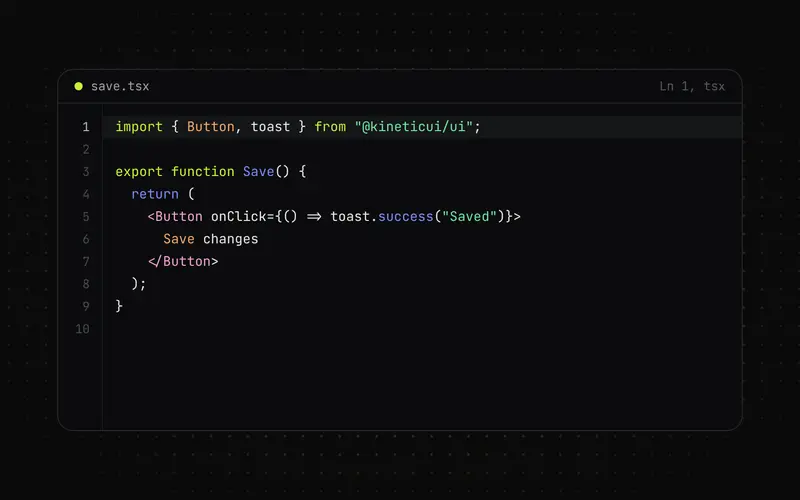 save.tsx
Ln 1, tsx
1 import { Button, toast } from "@kineticui/ui";
2
3 export function Save() {
4   return (
5     <Button onClick={() => toast.success("Saved")}>
6       Save changes
7     </Button>
8   );
9 }
10